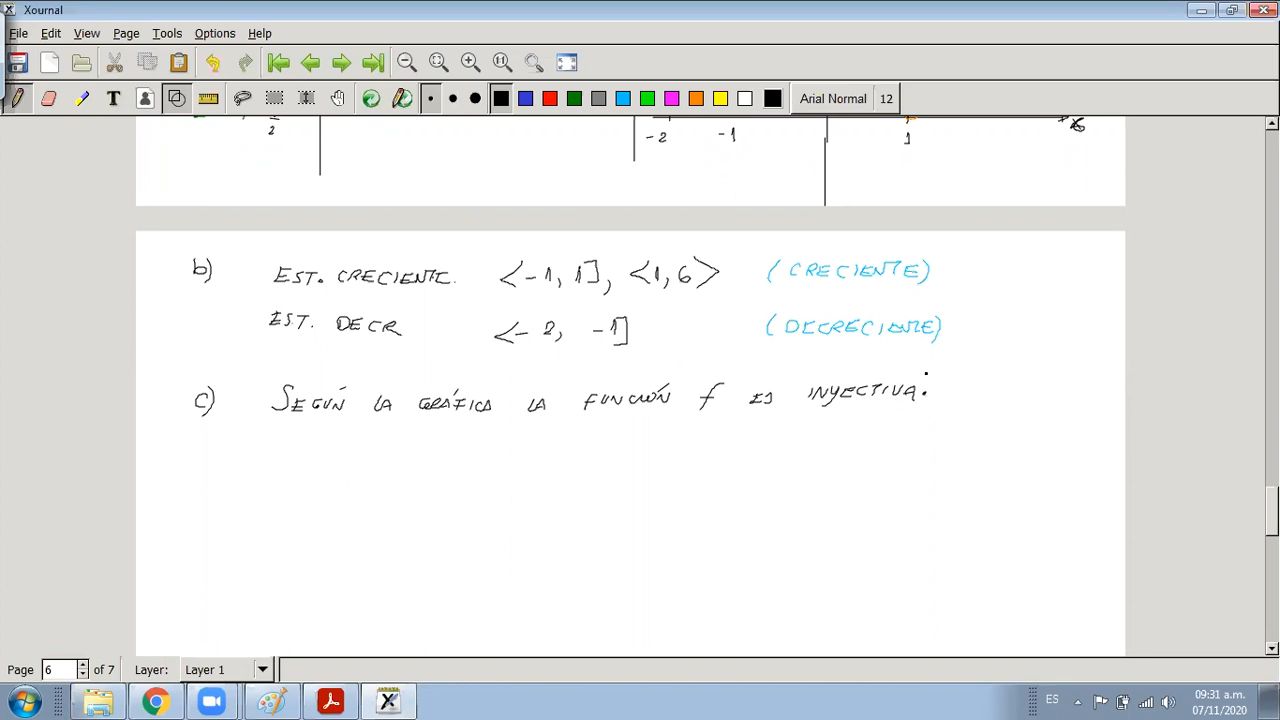 Xournal
File Edit View Page Tools Options Help
Arial Normal 12
2 -2 -1 1
b) EST. CRECIENTE. <-1, 1], <1, 6> (CRECIENTE)
EST. DECR <-2, -1] (DECRECIENTE)
c) SEGÚN LA GRÁFICA LA FUNCIÓN f ES INYECTIVA.
Page 6 of 7 Layer: Layer 1
ES 09:31 a.m.
07/11/2020